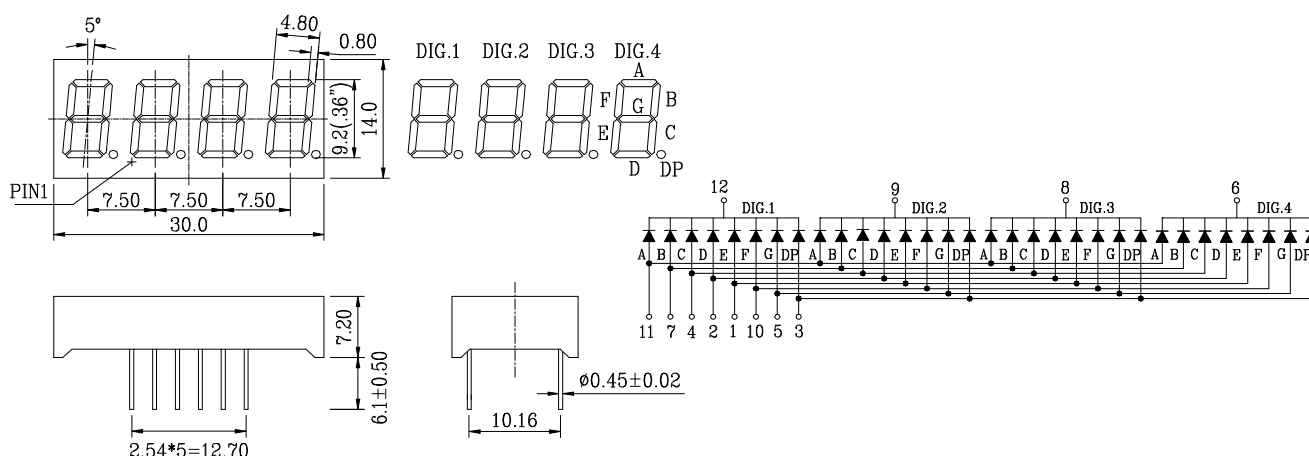 5° 4.80 0.80
DIG.1 DIG.2 DIG.3 DIG.4
A
F B
G
E C
D DP
9.2(.36")
14.0
PIN1
7.50 7.50 7.50
30.0
12 9 8 6
DIG.1 DIG.2 DIG.3 DIG.4
A B C D E F G DP A B C D E F G DP A B C D E F G DP A B C D E F G DP
11 7 4 2 1 10 5 3
7.20
6.1±0.50
2.54*5=12.70
ø0.45±0.02
10.16